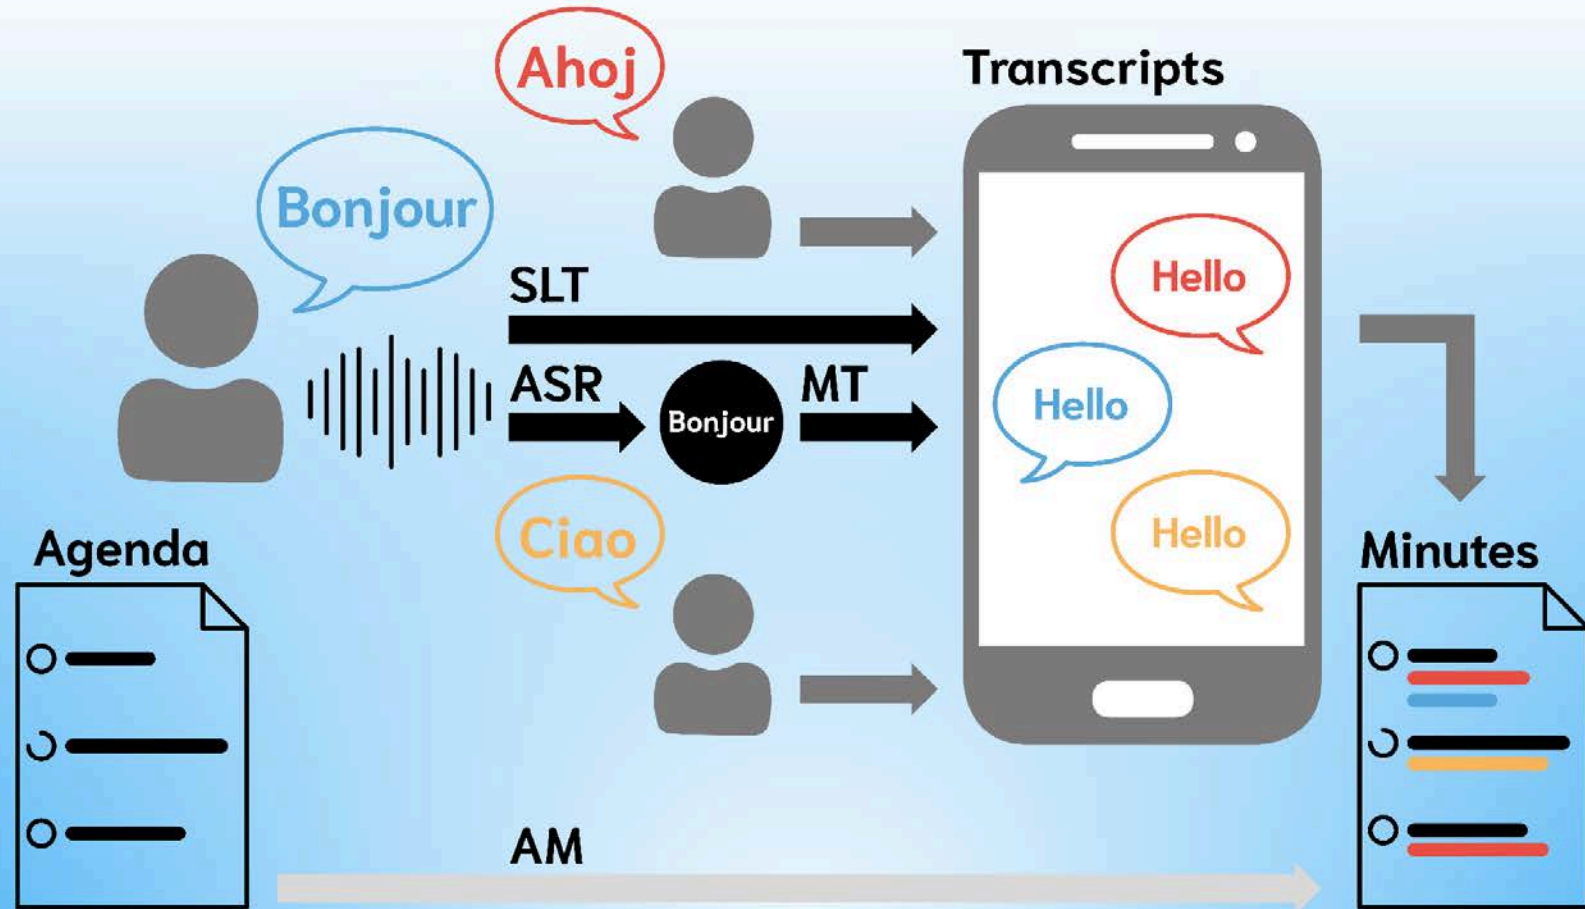 Ahoj
Transcripts
Bonjour
SLT
Hello
ASR
Bonjour
MT
Hello
Ciao
Hello
Agenda
Minutes
AM